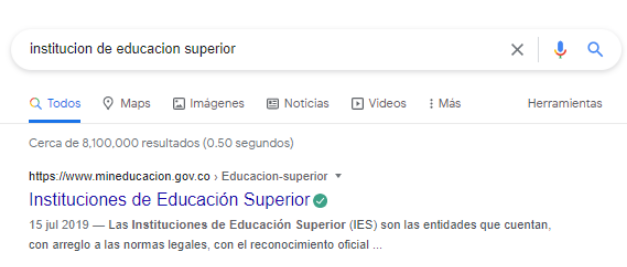 institucion de educacion superior
Todos Maps Imágenes Noticias Videos Más Herramientas
Cerca de 8,100,000 resultados (0.50 segundos)
https://www.mineducacion.gov.co › Educacion-superior
Instituciones de Educación Superior
15 jul 2019 — Las Instituciones de Educación Superior (IES) son las entidades que cuentan,
con arreglo a las normas legales, con el reconocimiento oficial ...